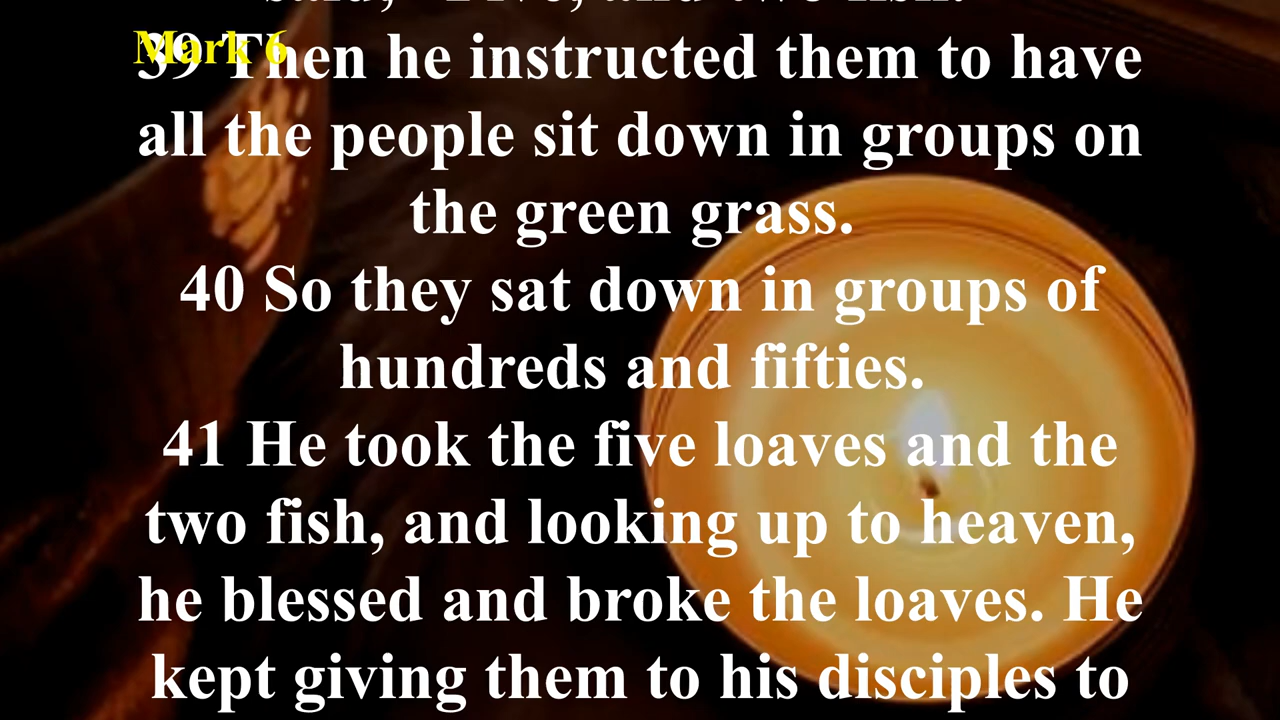 Mark 6
39 Then he instructed them to have
all the people sit down in groups on
the green grass.
40 So they sat down in groups of
hundreds and fifties.
41 He took the five loaves and the
two fish, and looking up to heaven,
he blessed and broke the loaves. He
kept giving them to his disciples to